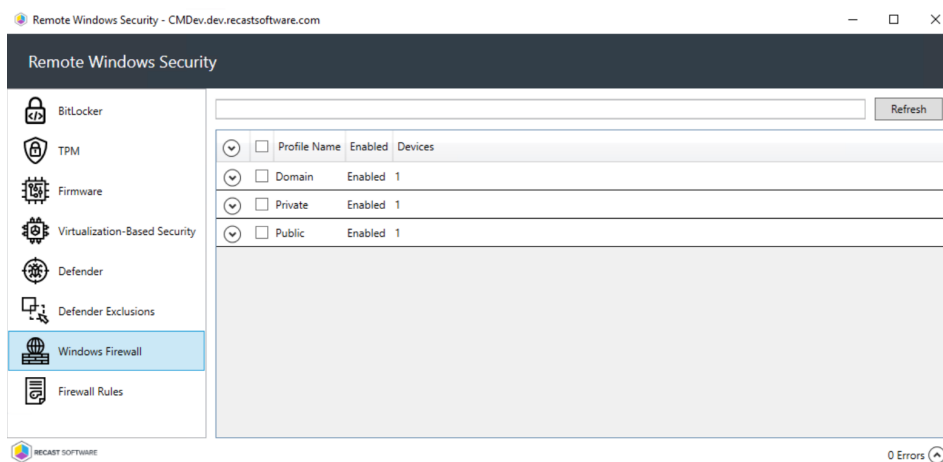 Remote Windows Security - CMDev.dev.recastsoftware.com
Remote Windows Security
BitLocker
TPM
Firmware
Virtualization-Based Security
Defender
Defender Exclusions
Windows Firewall
Firewall Rules
Refresh
Profile Name Enabled Devices
Domain Enabled 1
Private Enabled 1
Public Enabled 1
RECAST SOFTWARE
0 Errors